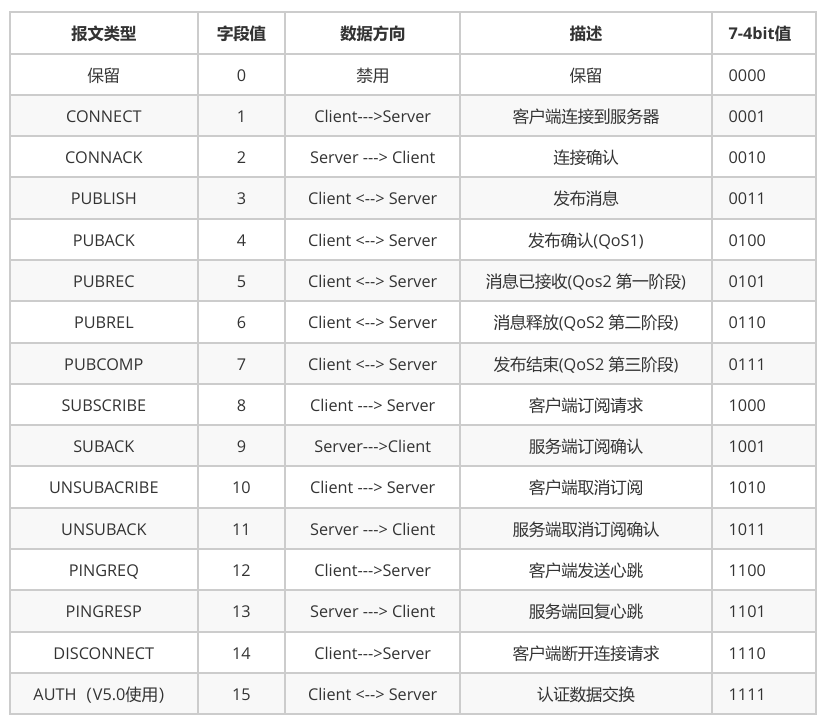 报文类型 字段值 数据方向 描述 7-4bit值
保留 0 禁用 保留 0000
CONNECT 1 Client--->Server 客户端连接到服务器 0001
CONNACK 2 Server ---> Client 连接确认 0010
PUBLISH 3 Client <--> Server 发布消息 0011
PUBACK 4 Client <--> Server 发布确认(QoS1) 0100
PUBREC 5 Client <--> Server 消息已接收(Qos2 第一阶段) 0101
PUBREL 6 Client <--> Server 消息释放(QoS2 第二阶段) 0110
PUBCOMP 7 Client <--> Server 发布结束(QoS2 第三阶段) 0111
SUBSCRIBE 8 Client ---> Server 客户端订阅请求 1000
SUBACK 9 Server--->Client 服务端订阅确认 1001
UNSUBACRIBE 10 Client ---> Server 客户端取消订阅 1010
UNSUBACK 11 Server ---> Client 服务端取消订阅确认 1011
PINGREQ 12 Client--->Server 客户端发送心跳 1100
PINGRESP 13 Server ---> Client 服务端回复心跳 1101
DISCONNECT 14 Client--->Server 客户端断开连接请求 1110
AUTH（V5.0使用） 15 Client <--> Server 认证数据交换 1111